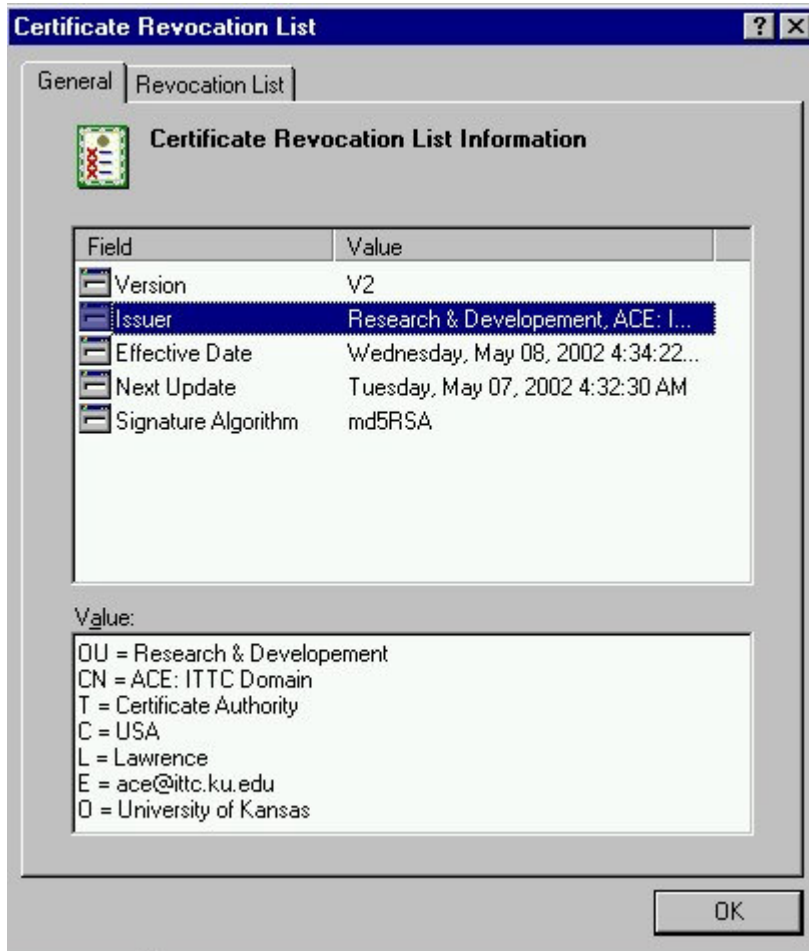 Certificate Revocation List
General Revocation List
Certificate Revocation List Information
Field Value
Version V2
Issuer Research & Developement, ACE: I...
Effective Date Wednesday, May 08, 2002 4:34:22...
Next Update Tuesday, May 07, 2002 4:32:30 AM
Signature Algorithm md5RSA
Value:
OU = Research & Developement
CN = ACE: ITTC Domain
T = Certificate Authority
C = USA
L = Lawrence
E = ace@ittc.ku.edu
O = University of Kansas
OK